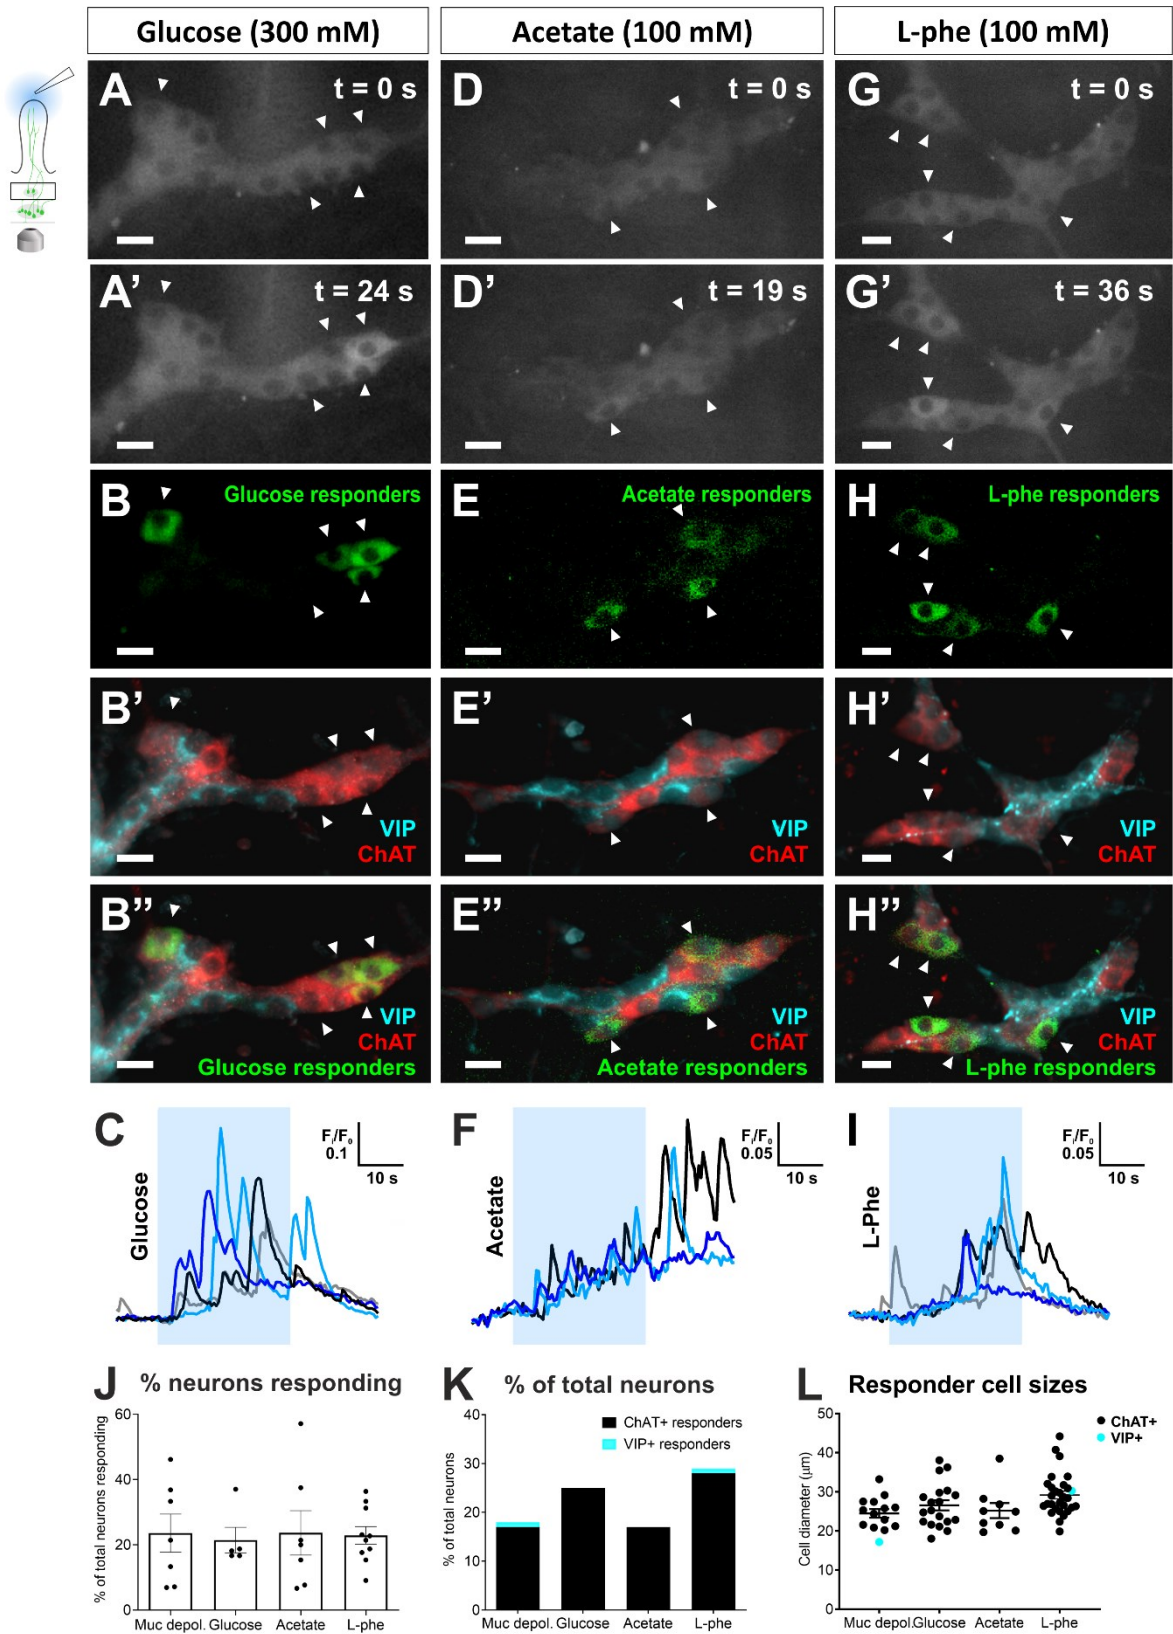 Glucose (300 mM)
Acetate (100 mM)
L-phe (100 mM)
A
t = 0 s
D
t = 0 s
G
t = 0 s
A’
t = 24 s
D’
t = 19 s
G’
t = 36 s
B
Glucose responders
E
Acetate responders
H
L-phe responders
B’
VIP
ChAT
E’
VIP
ChAT
H’
VIP
ChAT
B”
VIP
ChAT
Glucose responders
E”
VIP
ChAT
Acetate responders
H”
VIP
ChAT
L-phe responders
C
Glucose
Fi/F0
0.1
10 s
F
Acetate
Fi/F0
0.05
10 s
I
L-Phe
Fi/F0
0.05
10 s
J
% neurons responding
% of total neurons responding
60
40
20
0
Muc depol.
Glucose
Acetate
L-phe
K
% of total neurons
ChAT+ responders
VIP+ responders
% of total neurons
40
30
20
10
0
Muc depol.
Glucose
Acetate
L-phe
L
Responder cell sizes
ChAT+
VIP+
Cell diameter (µm)
50
40
30
20
10
0
Muc depol.
Glucose
Acetate
L-phe